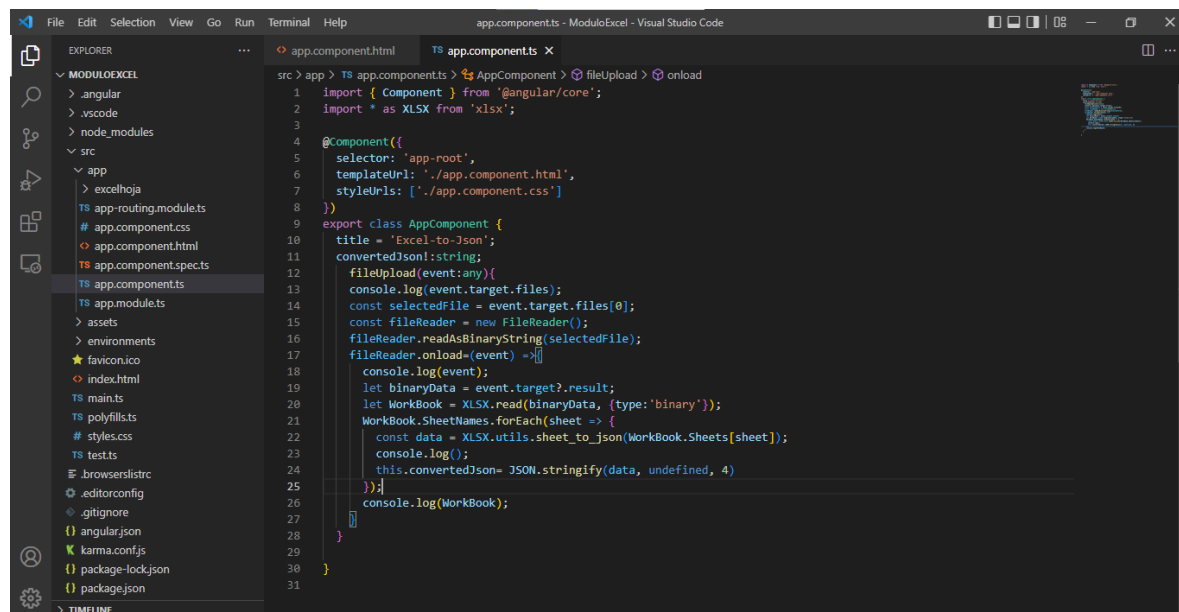 File Edit Selection View Go Run Terminal Help app.component.ts - ModuloExcel - Visual Studio Code
EXPLORER
MODULOEXCEL
.angular
.vscode
node_modules
src
app
excelhoja
TS app-routing.module.ts
# app.component.css
<> app.component.html
TS app.component.spec.ts
TS app.component.ts
TS app.module.ts
assets
environments
favicon.ico
<> index.html
TS main.ts
TS polyfills.ts
# styles.css
TS test.ts
.browserslistrc
.editorconfig
.gitignore
{} angular.json
K karma.conf.js
{} package-lock.json
{} package.json
TIMELINE
<> app.component.html TS app.component.ts
src > app > TS app.component.ts > AppComponent > fileUpload > onload
1 import { Component } from '@angular/core';
2 import * as XLSX from 'xlsx';
3
4 @Component({
5 selector: 'app-root',
6 templateUrl: './app.component.html',
7 styleUrls: ['./app.component.css']
8 })
9 export class AppComponent {
10 title = 'Excel-to-Json';
11 convertedJson!:string;
12 fileUpload(event:any){
13 console.log(event.target.files);
14 const selectedFile = event.target.files[0];
15 const fileReader = new FileReader();
16 fileReader.readAsBinaryString(selectedFile);
17 fileReader.onload=(event) =>{
18 console.log(event);
19 let binaryData = event.target?.result;
20 let WorkBook = XLSX.read(binaryData, {type:'binary'});
21 WorkBook.SheetNames.forEach(sheet => {
22 const data = XLSX.utils.sheet_to_json(WorkBook.Sheets[sheet]);
23 console.log();
24 this.convertedJson= JSON.stringify(data, undefined, 4)
25 });
26 console.log(WorkBook);
27 }
28 }
29
30 }
31